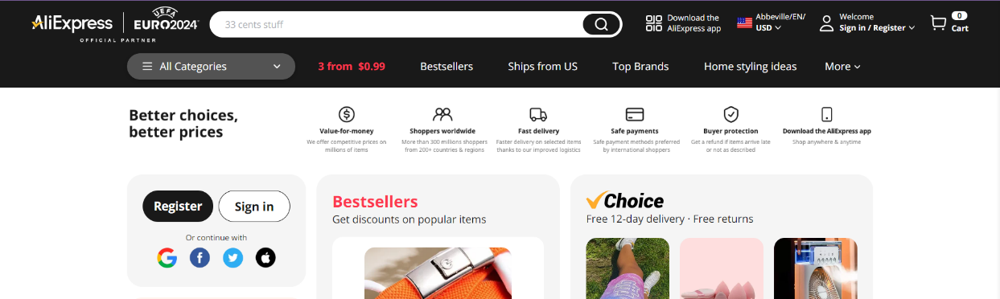 AliExpress
OFFICIAL PARTNER
UEFA
EURO2024
33 cents stuff
Download the
AliExpress app
Abbeville/EN/
USD
Welcome
Sign in / Register
0
Cart
All Categories
3 from $0.99
Bestsellers
Ships from US
Top Brands
Home styling ideas
More
Better choices,
better prices
Value-for-money
We offer competitive prices on
millions of items
Shoppers worldwide
More than 300 millions shoppers
from 200+ countries & regions
Fast delivery
Faster delivery on selected items
thanks to our improved logistics
Safe payments
Safe payment methods preferred
by international shoppers
Buyer protection
Get a refund if items arrive late
or not as described
Download the AliExpress app
Shop anywhere & anytime
Register
Sign in
Or continue with
Bestsellers
Get discounts on popular items
Choice
Free 12-day delivery · Free returns